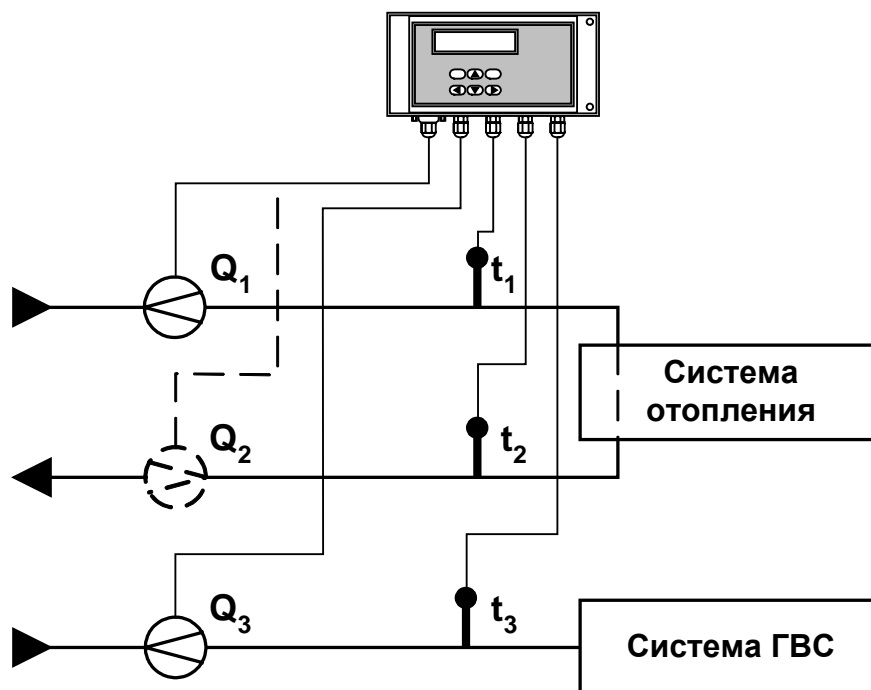 Q1
t1
Система
отопления
Q2
t2
Q3
t3
Система ГВС